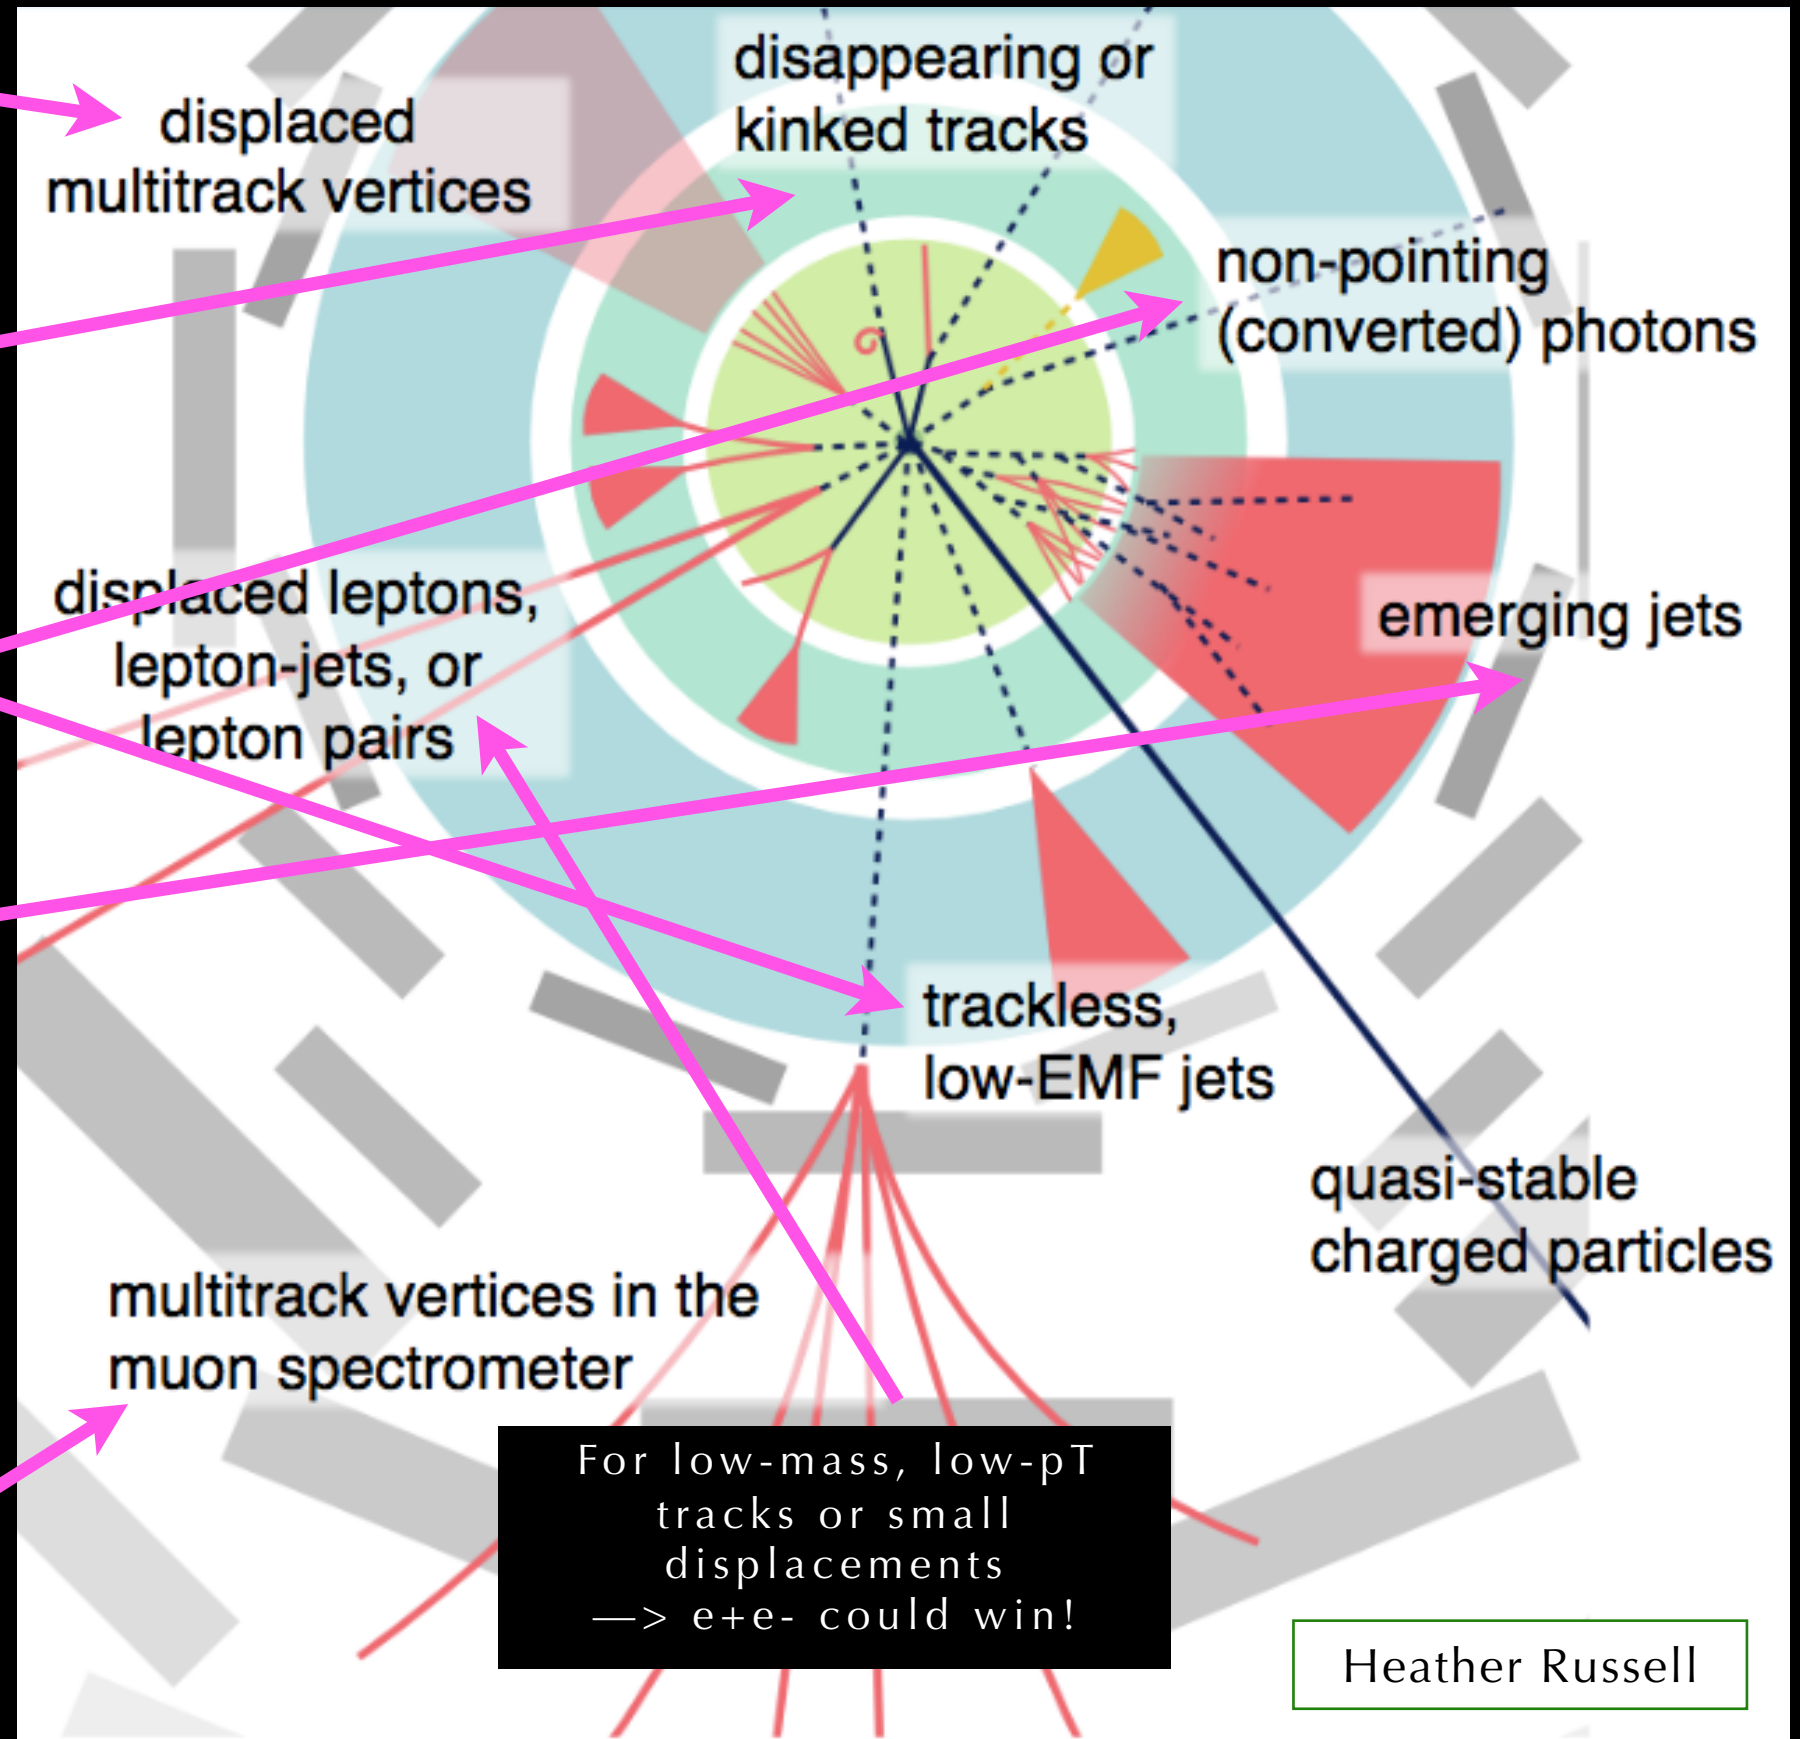 disappearing or
kinked tracks
displaced
multitrack vertices
non-pointing
(converted) photons
displaced leptons,
lepton-jets, or
lepton pairs
emerging jets
trackless,
low-EMF jets
quasi-stable
charged particles
multitrack vertices in the
muon spectrometer
For low-mass, low-pT
tracks or small
displacements
—> e+e- could win!
Heather Russell